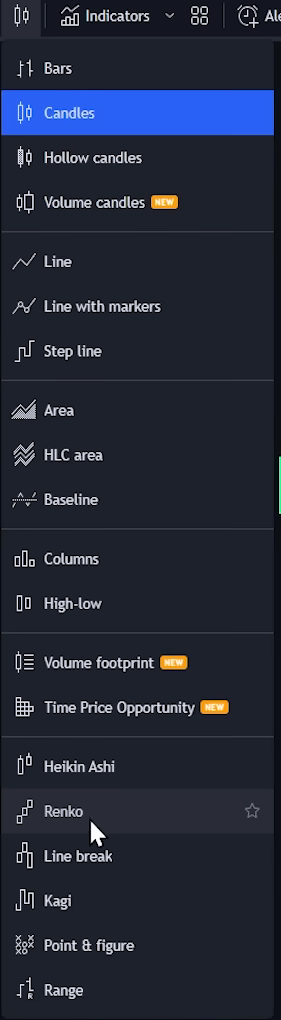 Indicators Ale
Bars
Candles
Hollow candles
Volume candles NEW
Line
Line with markers
Step line
Area
HLC area
Baseline
Columns
High-low
Volume footprint NEW
Time Price Opportunity NEW
Heikin Ashi
Renko
Line break
Kagi
Point & figure
Range